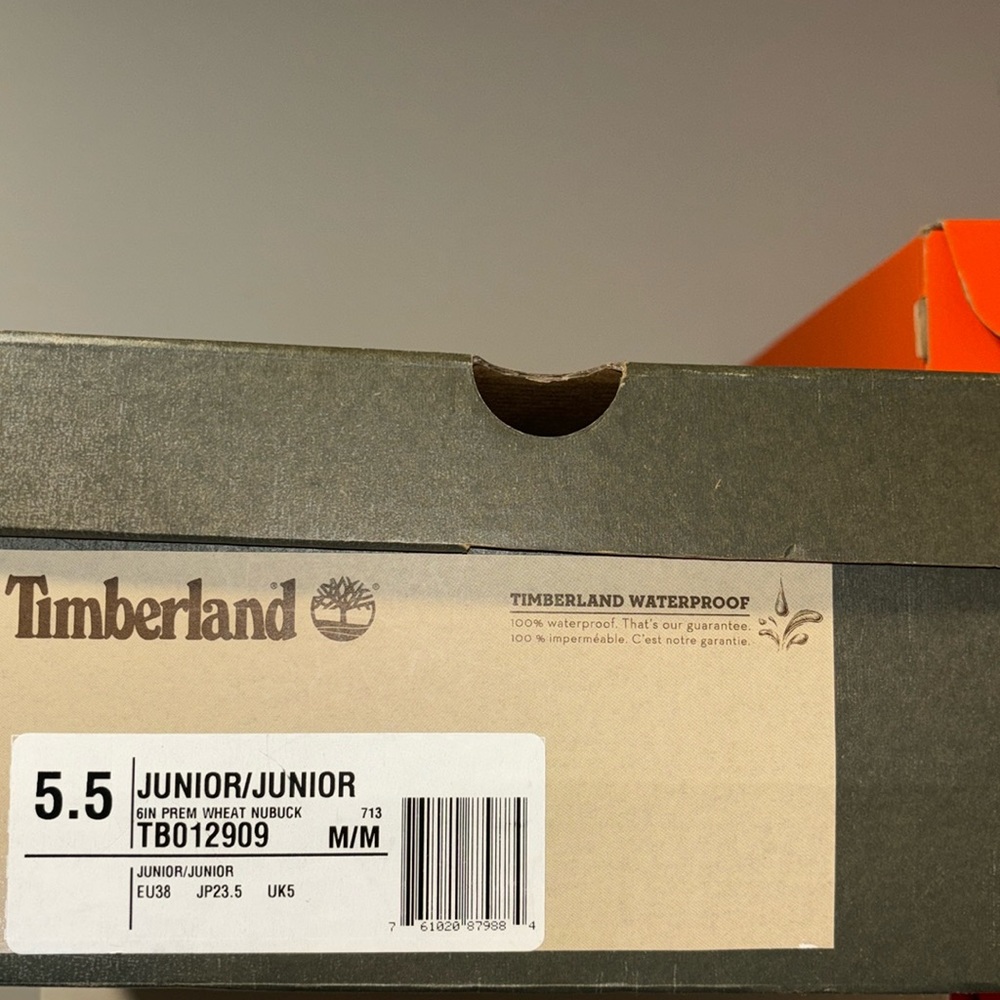 Timberland®
TIMBERLAND WATERPROOF
100% waterproof. That's our guarantee.
100 % imperméable. C'est notre garantie.
5.5
JUNIOR/JUNIOR
6IN PREM WHEAT NUBUCK 713
TB012909 M/M
JUNIOR/JUNIOR
EU38 JP23.5 UK5
7 61020 87988 4